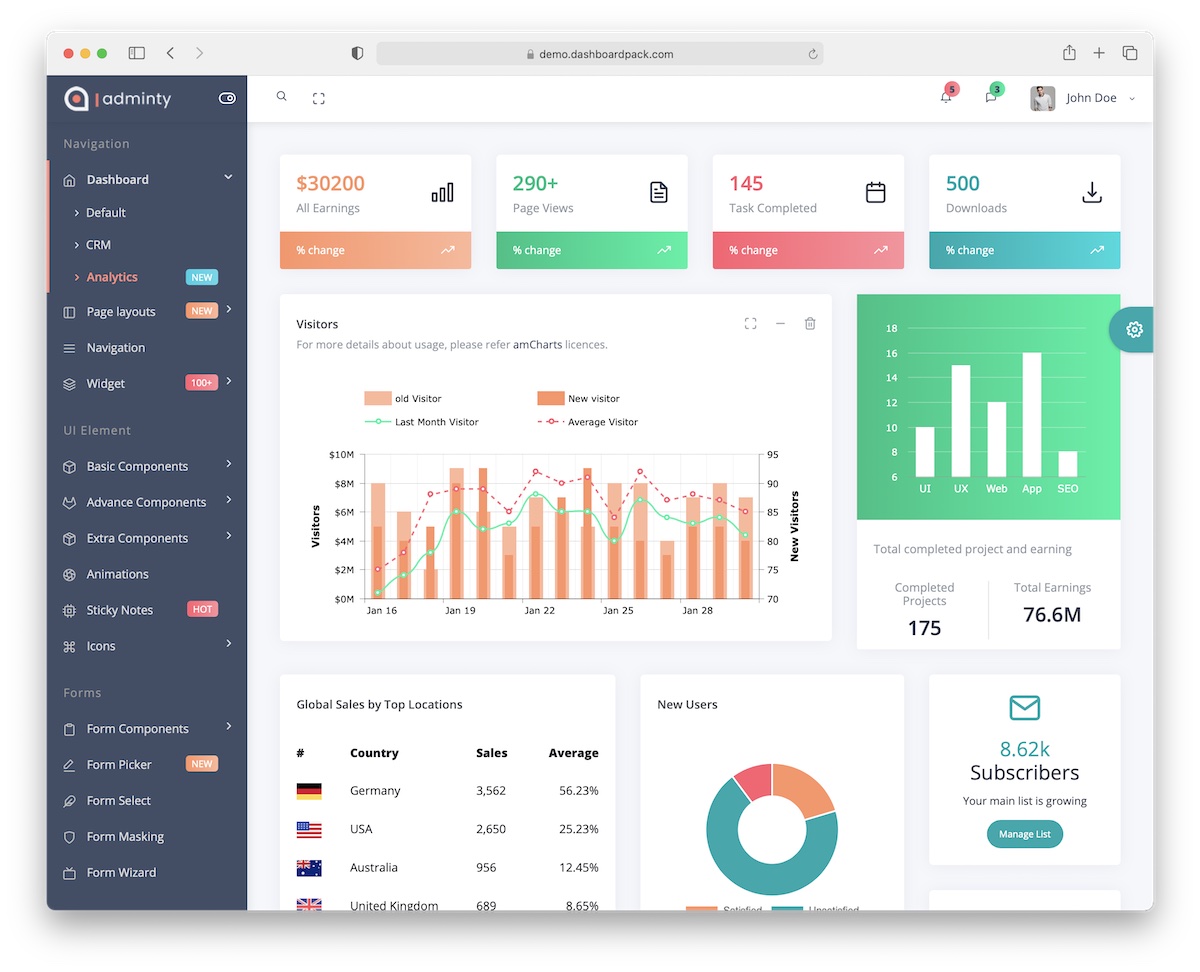 demo.dashboardpack.com
adminty
5
3
John Doe
Navigation
Dashboard
Default
CRM
Analytics NEW
Page layouts NEW
Navigation
Widget 100+
UI Element
Basic Components
Advance Components
Extra Components
Animations
Sticky Notes HOT
Icons
Forms
Form Components
Form Picker NEW
Form Select
Form Masking
Form Wizard
$30200
All Earnings
% change
290+
Page Views
% change
145
Task Completed
% change
500
Downloads
% change
Visitors
For more details about usage, please refer amCharts licences.
old Visitor New visitor
Last Month Visitor Average Visitor
Visitors
$10M
$8M
$6M
$4M
$2M
$0M
95
90
85
80
75
70
New Visitors
Jan 16 Jan 19 Jan 22 Jan 25 Jan 28
18
16
14
12
10
8
6
UI UX Web App SEO
Total completed project and earning
Completed
Projects
175
Total Earnings
76.6M
Global Sales by Top Locations
# Country Sales Average
Germany 3,562 56.23%
USA 2,650 25.23%
Australia 956 12.45%
United Kingdom 689 8.65%
New Users
Satisfied Unsatisfied
8.62k
Subscribers
Your main list is growing
Manage List